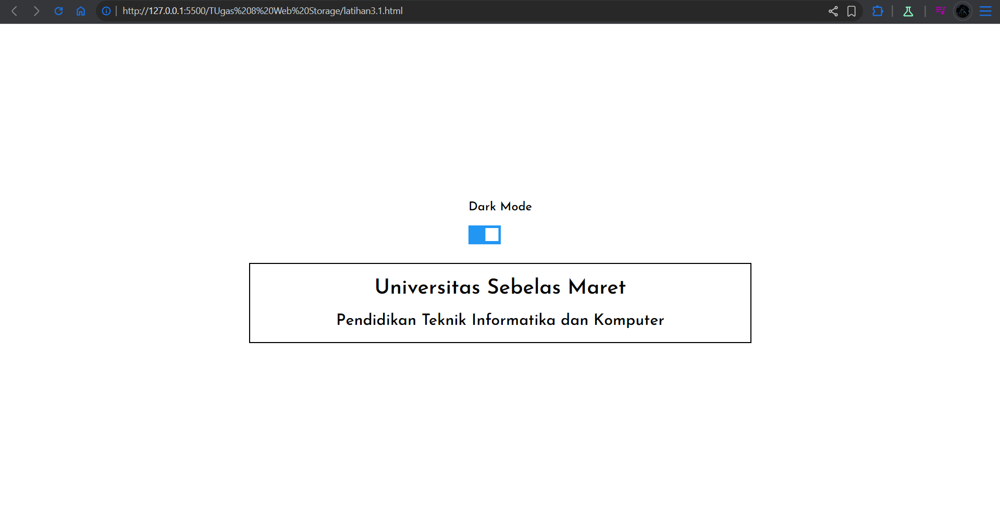 http://127.0.0.1:5500/TUgas%208%20Web%20Storage/latihan3.1.html
Dark Mode
Universitas Sebelas Maret
Pendidikan Teknik Informatika dan Komputer